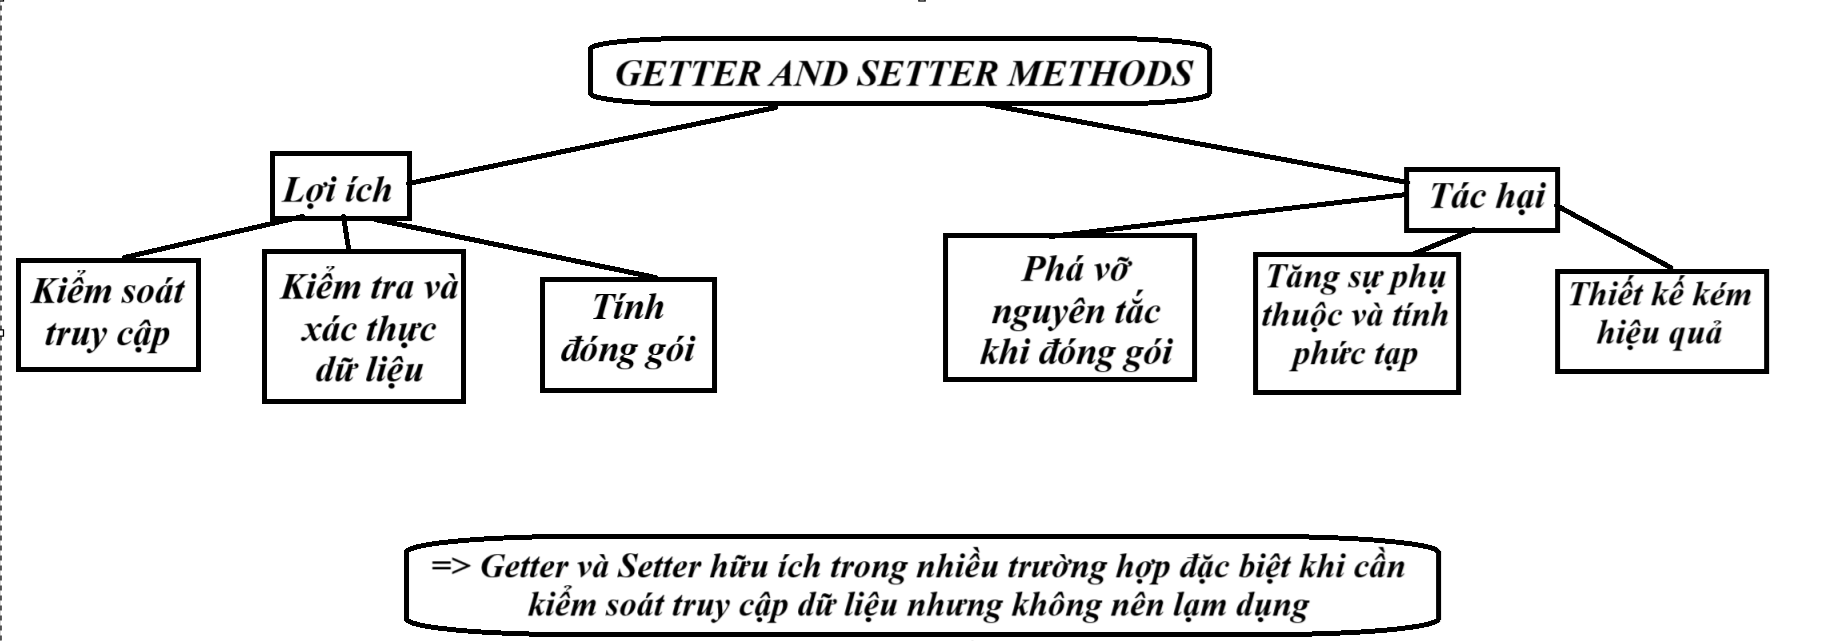 GETTER AND SETTER METHODS
Lợi ích
Tác hại
Kiểm soát
truy cập
Kiểm tra và
xác thực
dữ liệu
Tính
đóng gói
Phá vỡ
nguyên tắc
khi đóng gói
Tăng sự phụ
thuộc và tính
phức tạp
Thiết kế kém
hiệu quả
=> Getter và Setter hữu ích trong nhiều trường hợp đặc biệt khi cần
kiểm soát truy cập dữ liệu nhưng không nên lạm dụng